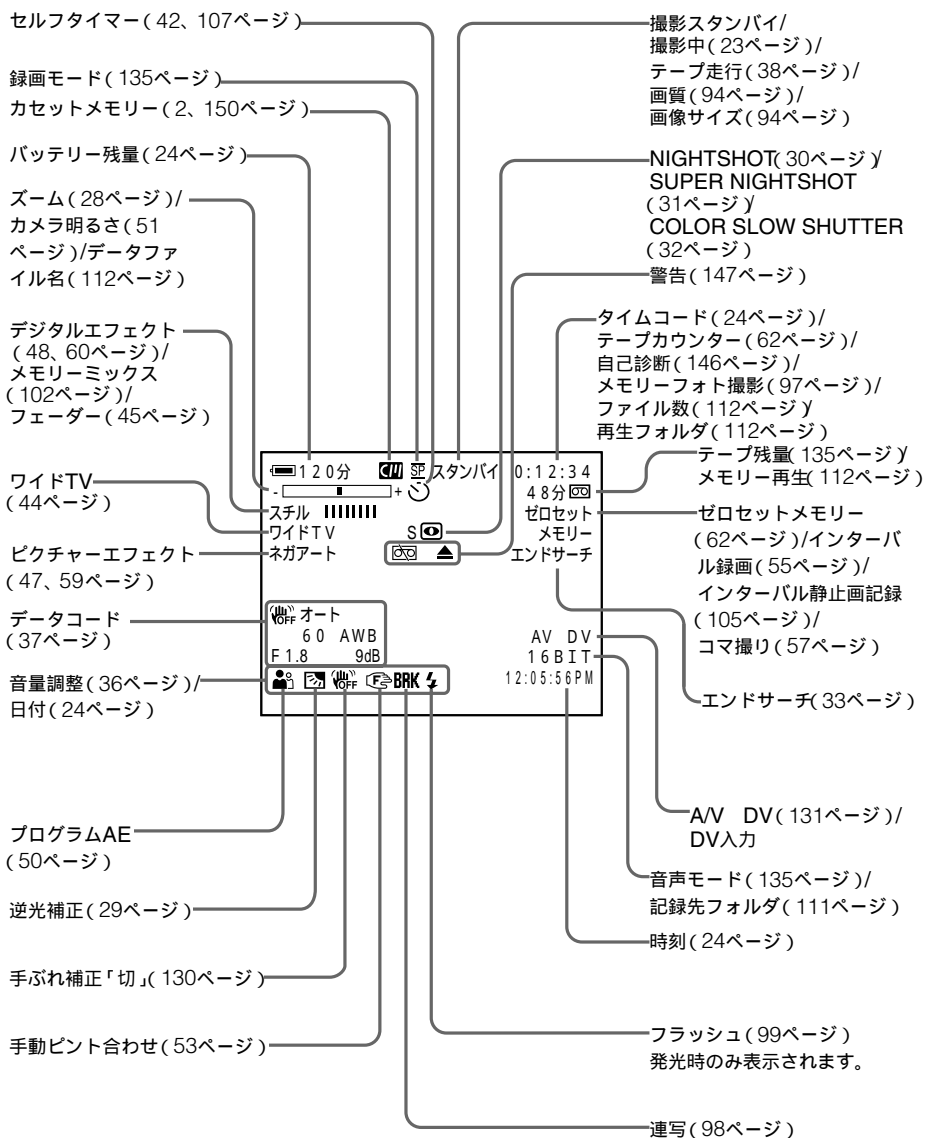 セルフタイマー(42、107ページ)
録画モード(135ページ)
カセットメモリー(2、150ページ)
バッテリー残量(24ページ)
ズーム(28ページ)/
カメラ明るさ(51
ページ)/データファ
イル名(112ページ)
デジタルエフェクト
(48、60ページ)/
メモリーミックス
(102ページ)/
フェーダー(45ページ)
ワイドTV
(44ページ)
ピクチャーエフェクト
(47、59ページ)
データコード
(37ページ)
音量調整(36ページ)/
日付(24ページ)
プログラムAE
(50ページ)
逆光補正(29ページ)
手ぶれ補正「切」(130ページ)
手動ピント合わせ(53ページ)
120分 CM SP スタンバイ 0:12:34
- + 48分
スチル ゼロセット
ワイドTV S メモリー
ネガアート エンドサーチ
OFF オート
60 AWB AV DV
F1.8 9dB 16BIT
OFF F BRK 12:05:56PM
撮影スタンバイ/
撮影中(23ページ)/
テープ走行(38ページ)/
画質(94ページ)/
画像サイズ(94ページ)
NIGHTSHOT(30ページ)/
SUPER NIGHTSHOT
(31ページ)/
COLOR SLOW SHUTTER
(32ページ)
警告(147ページ)
タイムコード(24ページ)/
テープカウンター(62ページ)/
自己診断(146ページ)/
メモリーフォト撮影(97ページ)/
ファイル数(112ページ)/
再生フォルダ(112ページ)
テープ残量(135ページ)/
メモリー再生(112ページ)
ゼロセットメモリー
(62ページ)/インターバ
ル録画(55ページ)/
インターバル静止画記録
(105ページ)/
コマ撮り(57ページ)
エンドサーチ(33ページ)
A/V DV(131ページ)/
DV入力
音声モード(135ページ)/
記録先フォルダ(111ページ)
時刻(24ページ)
フラッシュ(99ページ)
発光時のみ表示されます。
連写(98ページ)